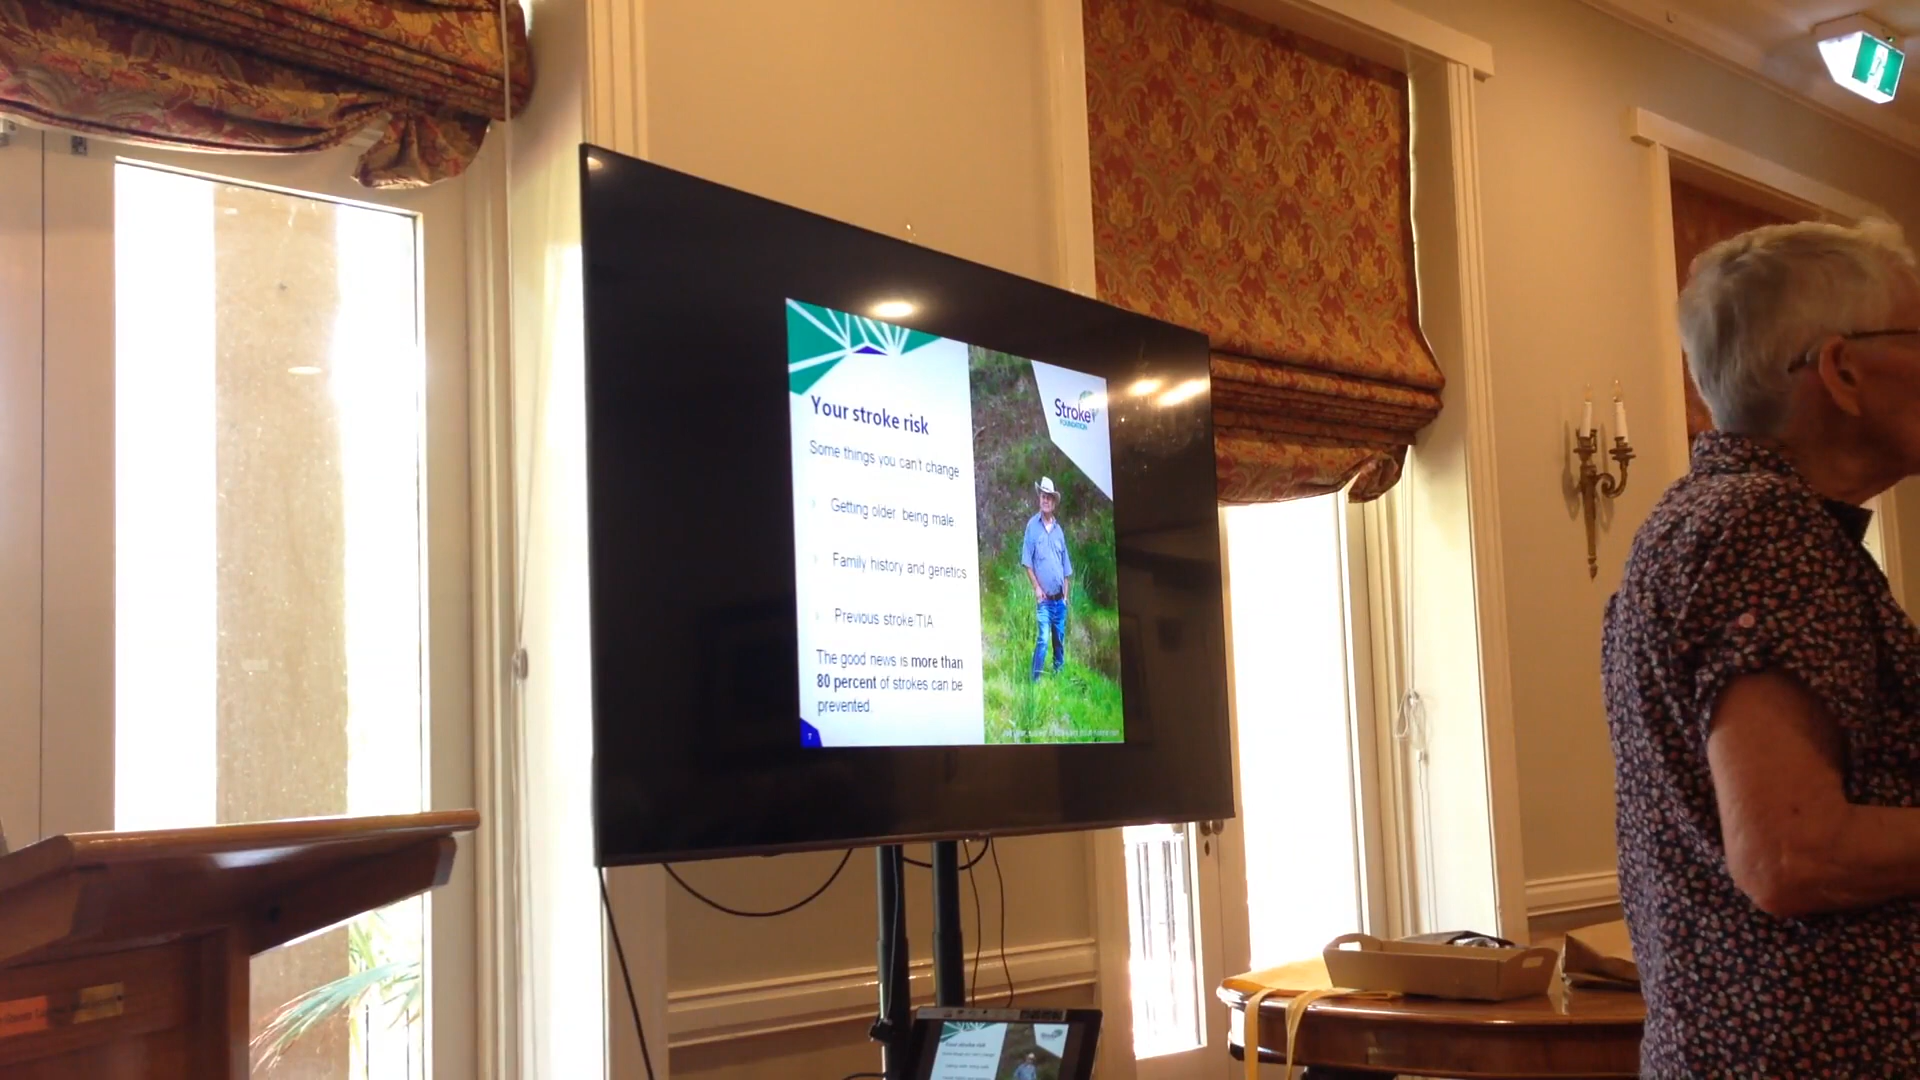 Your stroke risk
Some things you can't change
Getting older being male
Family history and genetics
Previous stroke/TIA
The good news is more than
80 percent of strokes can be
prevented.
7
Stroke
FOUNDATION